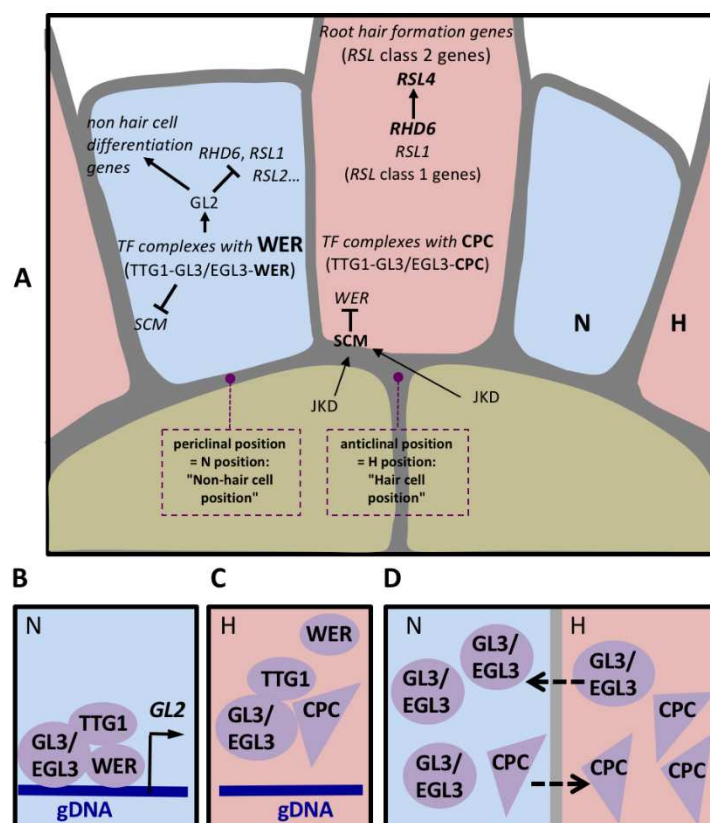 A
non hair cell
differentiation
genes
RHD6, RSL1
RSL2...
GL2
TF complexes with WER
(TTG1-GL3/EGL3-WER)
SCM
Root hair formation genes
(RSL class 2 genes)
RSL4
RHD6
RSL1
(RSL class 1 genes)
TF complexes with CPC
(TTG1-GL3/EGL3-CPC)
WER
SCM
JKD
JKD
N
H
periclinal position
= N position:
"Non-hair cell
position"
anticlinal position
= H position:
"Hair cell
position"
B
N
TTG1
GL2
GL3/
EGL3
WER
gDNA
C
H
WER
TTG1
GL3/
EGL3
CPC
gDNA
D
N
H
GL3/
EGL3
GL3/
EGL3
GL3/
EGL3
CPC
GL3/
EGL3
CPC
CPC
CPC